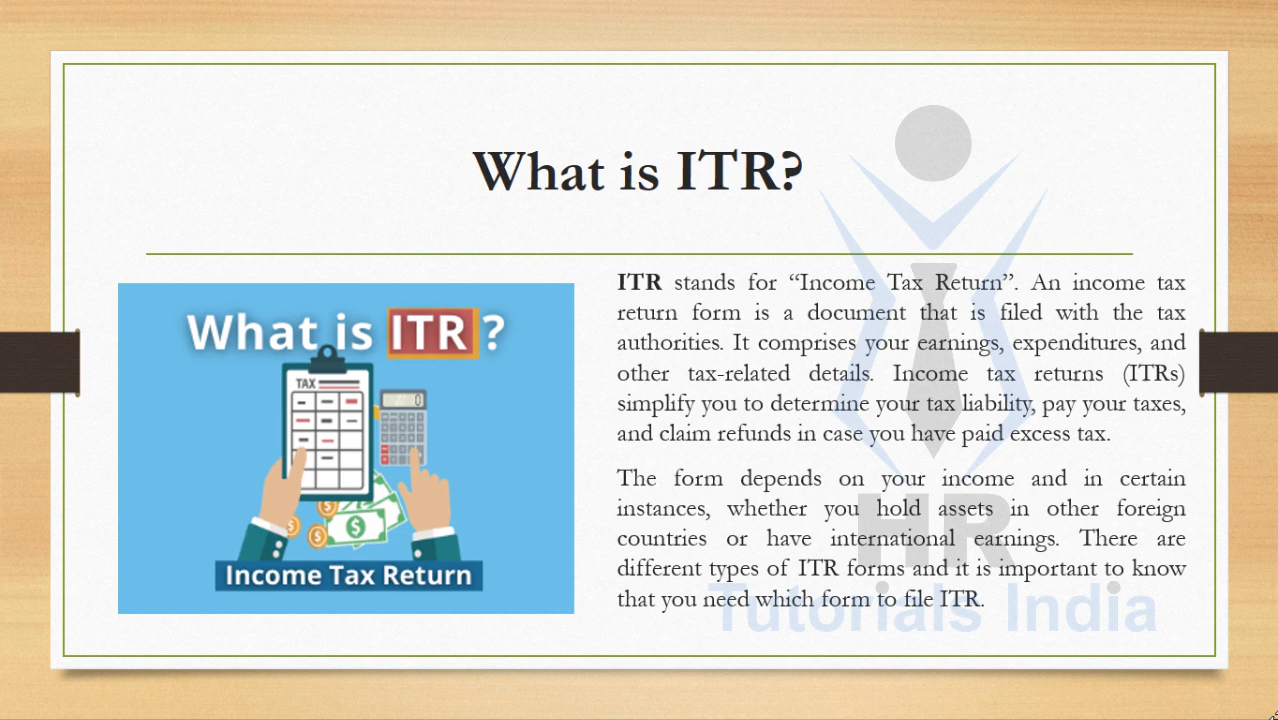 What is ITR?
What is ITR ?
TAX
0
Income Tax Return
ITR stands for “Income Tax Return”. An income tax
return form is a document that is filed with the tax
authorities. It comprises your earnings, expenditures, and
other tax-related details. Income tax returns (ITRs)
simplify you to determine your tax liability, pay your taxes,
and claim refunds in case you have paid excess tax.
The form depends on your income and in certain
instances, whether you hold assets in other foreign
countries or have international earnings. There are
different types of ITR forms and it is important to know
that you need which form to file ITR.
HR
Tutorials India